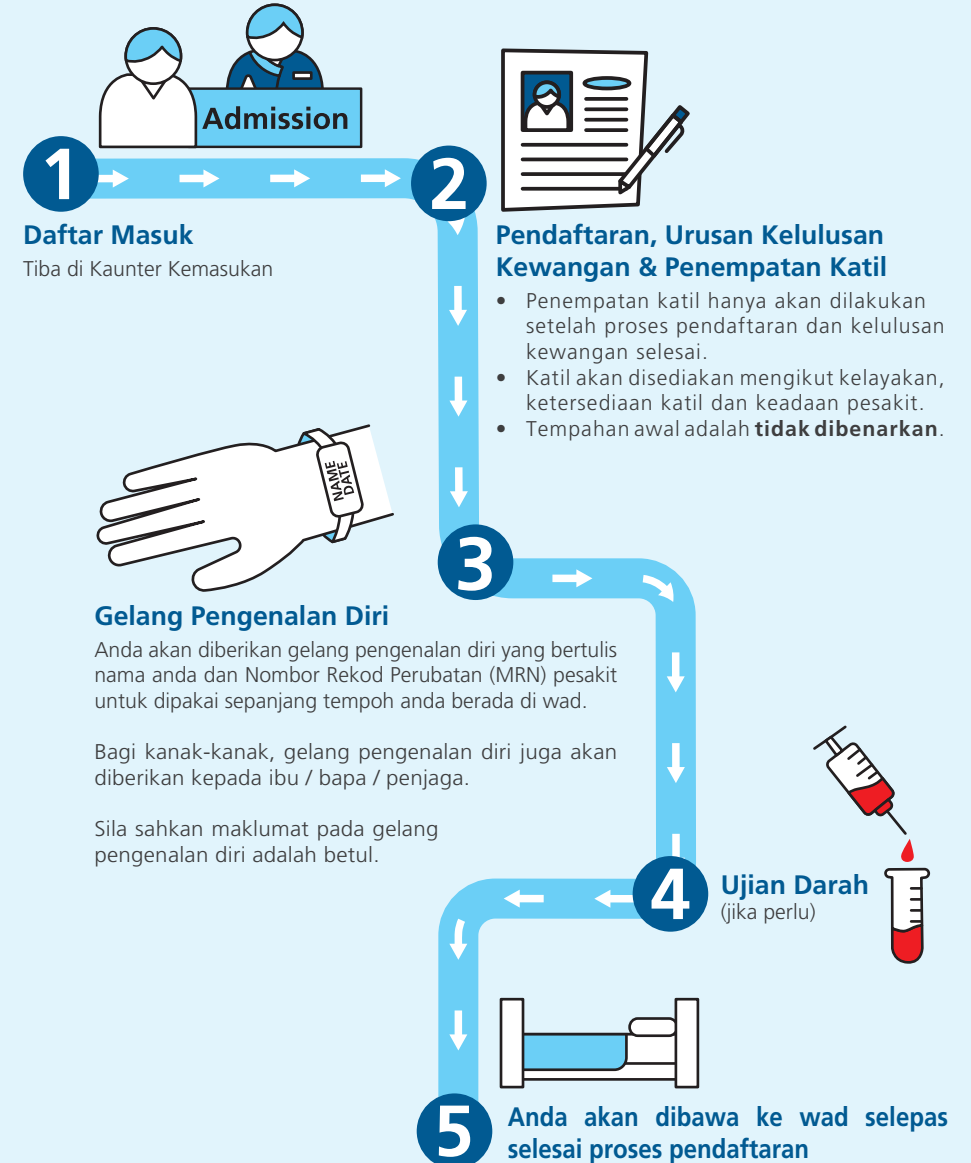 Admission
1
2
Daftar Masuk
Tiba di Kaunter Kemasukan
Pendaftaran, Urusan Kelulusan
Kewangan & Penempatan Katil
• Penempatan katil hanya akan dilakukan
setelah proses pendaftaran dan kelulusan
kewangan selesai.
• Katil akan disediakan mengikut kelayakan,
ketersediaan katil dan keadaan pesakit.
• Tempahan awal adalah tidak dibenarkan.
NAME
DATE
3
Gelang Pengenalan Diri
Anda akan diberikan gelang pengenalan diri yang bertulis
nama anda dan Nombor Rekod Perubatan (MRN) pesakit
untuk dipakai sepanjang tempoh anda berada di wad.
Bagi kanak-kanak, gelang pengenalan diri juga akan
diberikan kepada ibu / bapa / penjaga.
Sila sahkan maklumat pada gelang
pengenalan diri adalah betul.
4
Ujian Darah
(jika perlu)
5
Anda akan dibawa ke wad selepas
selesai proses pendaftaran